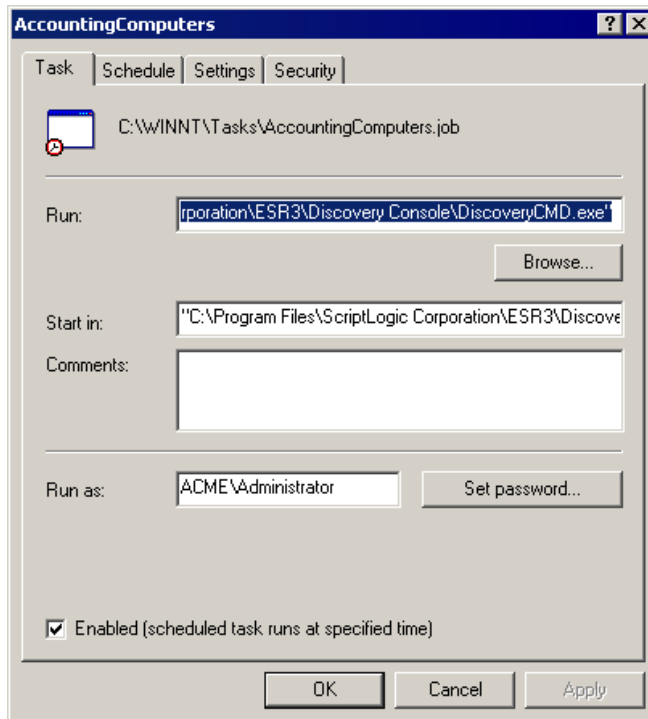 AccountingComputers
Task Schedule Settings Security
C:\WINNT\Tasks\AccountingComputers.job
Run: rporation\ESR3\Discovery Console\DiscoveryCMD.exe"
Browse...
Start in: "C:\Program Files\ScriptLogic Corporation\ESR3\Discove
Comments:
Run as: ACME\Administrator Set password...
Enabled (scheduled task runs at specified time)
OK Cancel Apply